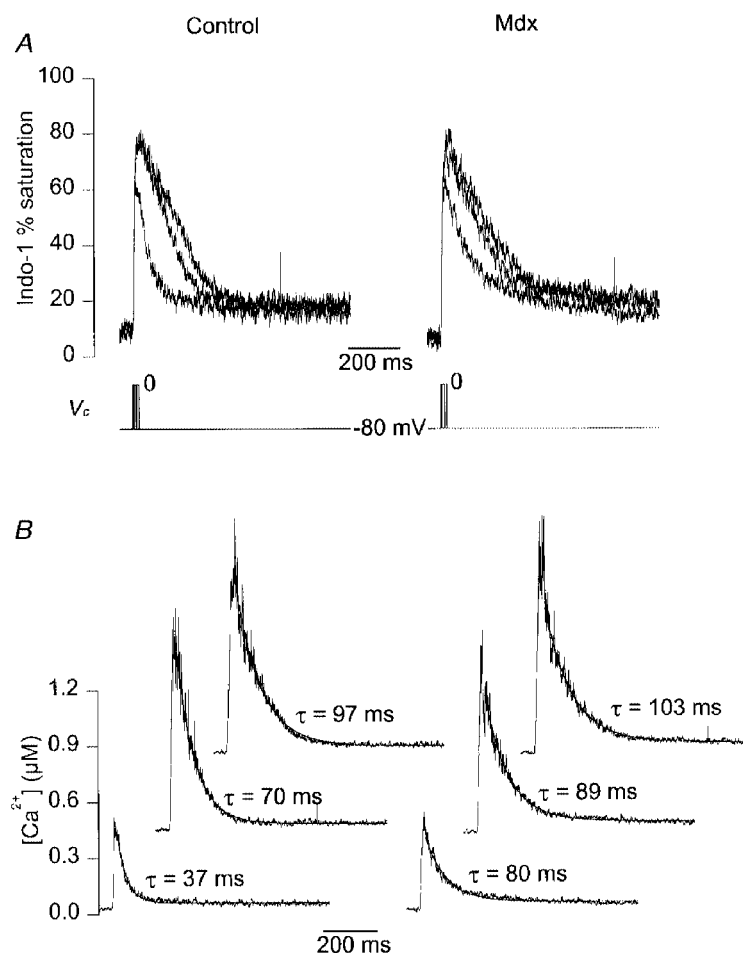 Control Mdx
A
100
80
60
40
20
0
Indo-1 % saturation
200 ms
0 0
Vc
-80 mV
B
1.2
0.9
0.6
0.3
0.0
[Ca2+] (µM)
τ = 97 ms
τ = 103 ms
τ = 70 ms
τ = 89 ms
τ = 37 ms
τ = 80 ms
200 ms